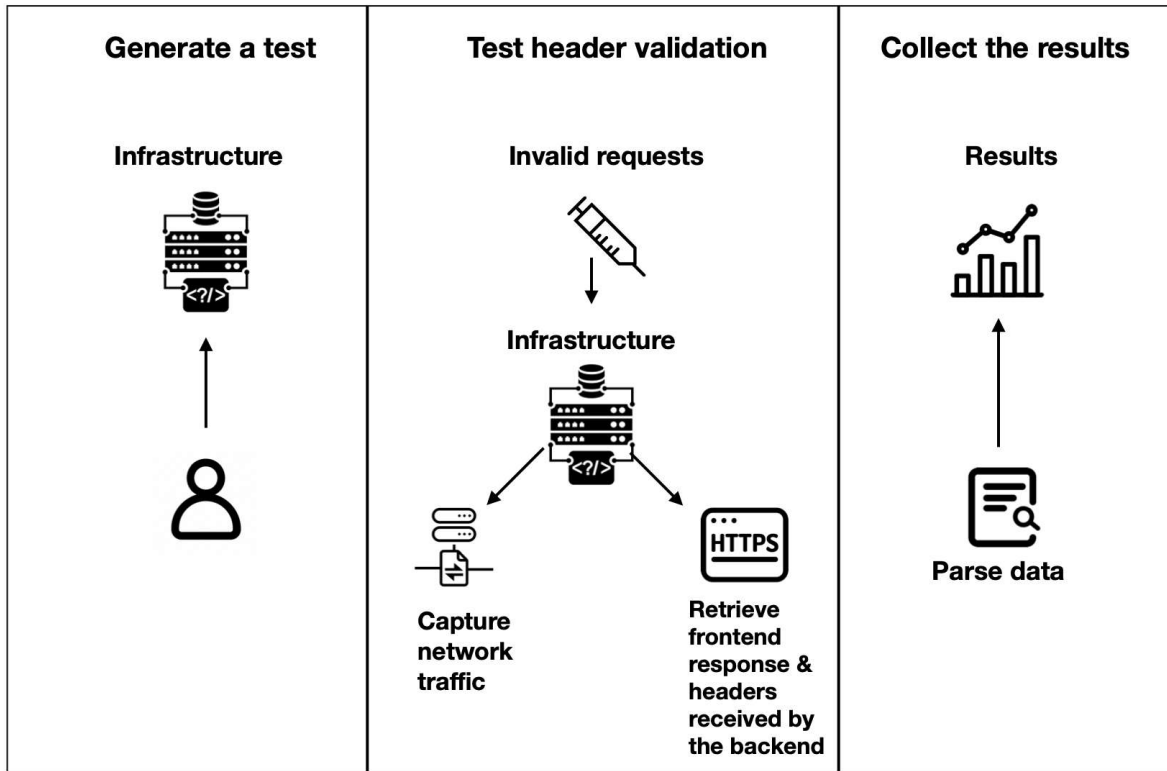 Generate a test
Infrastructure
<?/>
Test header validation
Invalid requests
Infrastructure
<?/>
Capture
network
traffic
HTTPS
Retrieve
frontend
response &
headers
received by
the backend
Collect the results
Results
Parse data